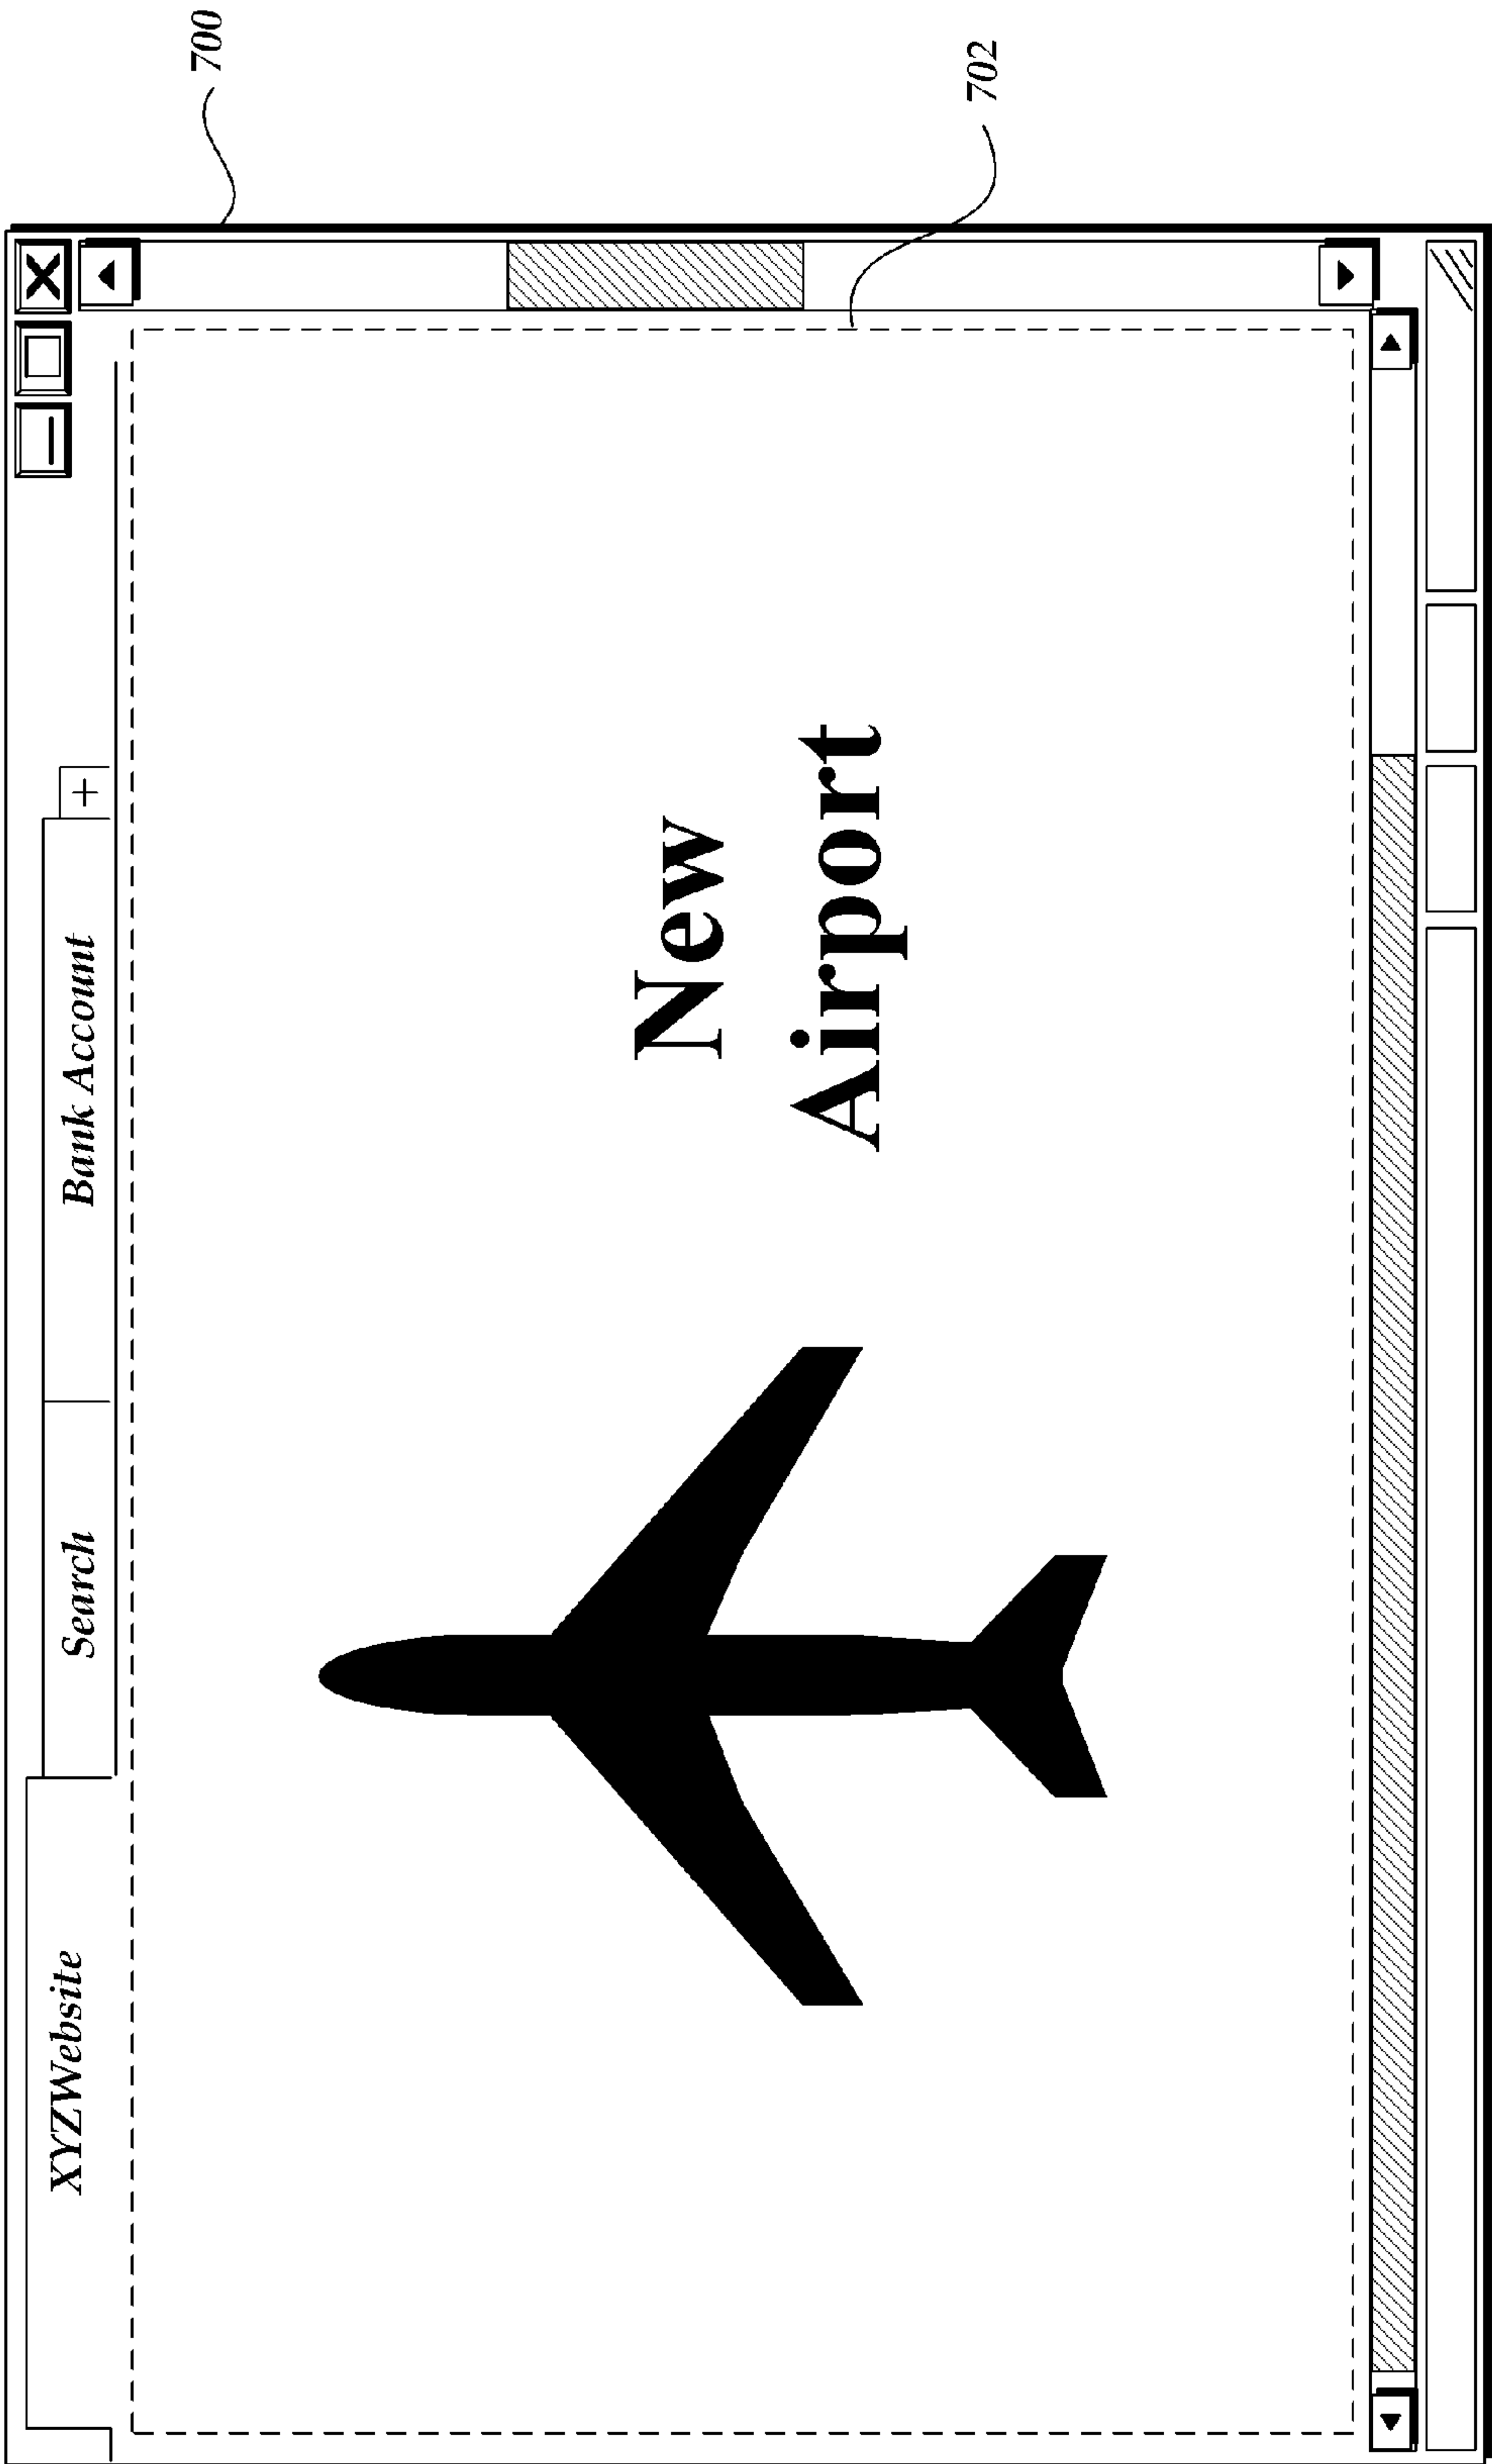 XYZWebsite
Search
Bank Account
+
700
New
Airport
702